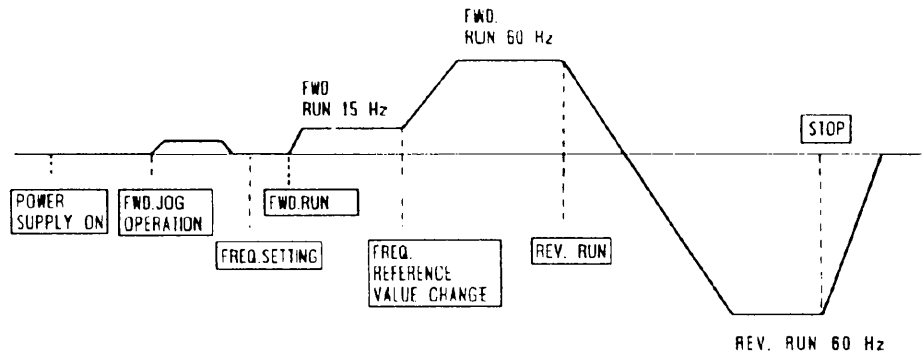 FWD.
RUN 60 Hz
FWD
RUN 15 Hz
STOP
POWER
SUPPLY ON
FWD.JOG
OPERATION
FWD.RUN
FREQ.SETTING
FREQ.
REFERENCE
VALUE CHANGE
REV. RUN
REV. RUN 60 Hz